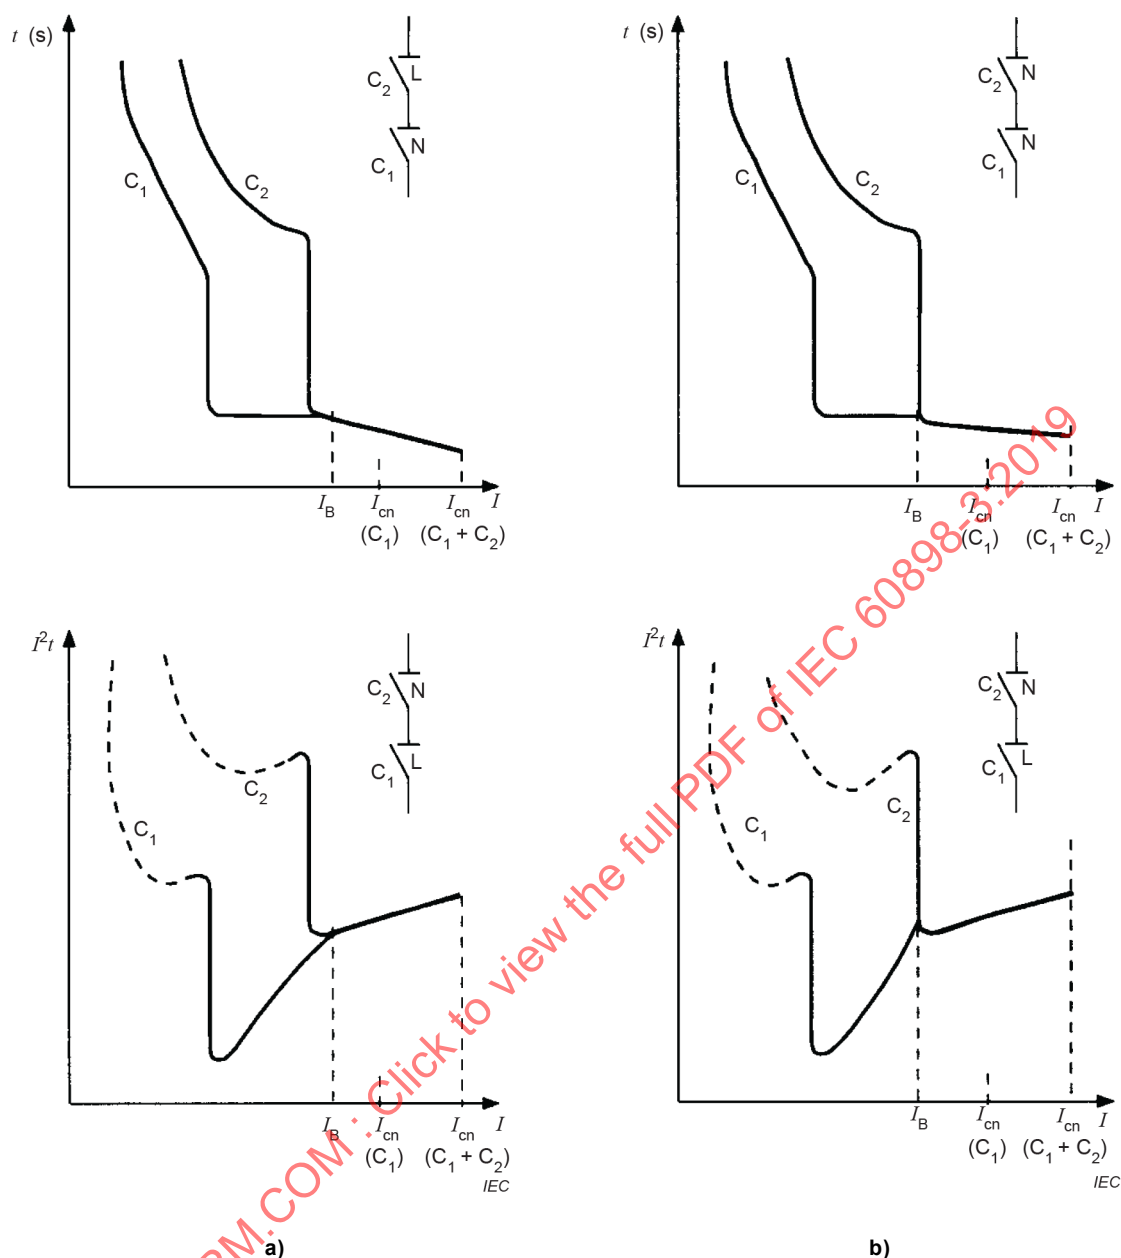 t (s)
C2 L
N
C1
C1
C2
IB Icn Icn I
(C1) (C1 + C2)
t (s)
C2 N
N
C1
C1
C2
IB Icn Icn I
(C1) (C1 + C2)
I²t
C2 N
L
C1
C2
C1
IB Icn Icn I
(C1) (C1 + C2)
IEC
I²t
C2 N
L
C1
C2
C1
IB Icn Icn I
(C1) (C1 + C2)
IEC
a) b)
RM.COM : Click to view the full PDF of IEC 60898-3:2019